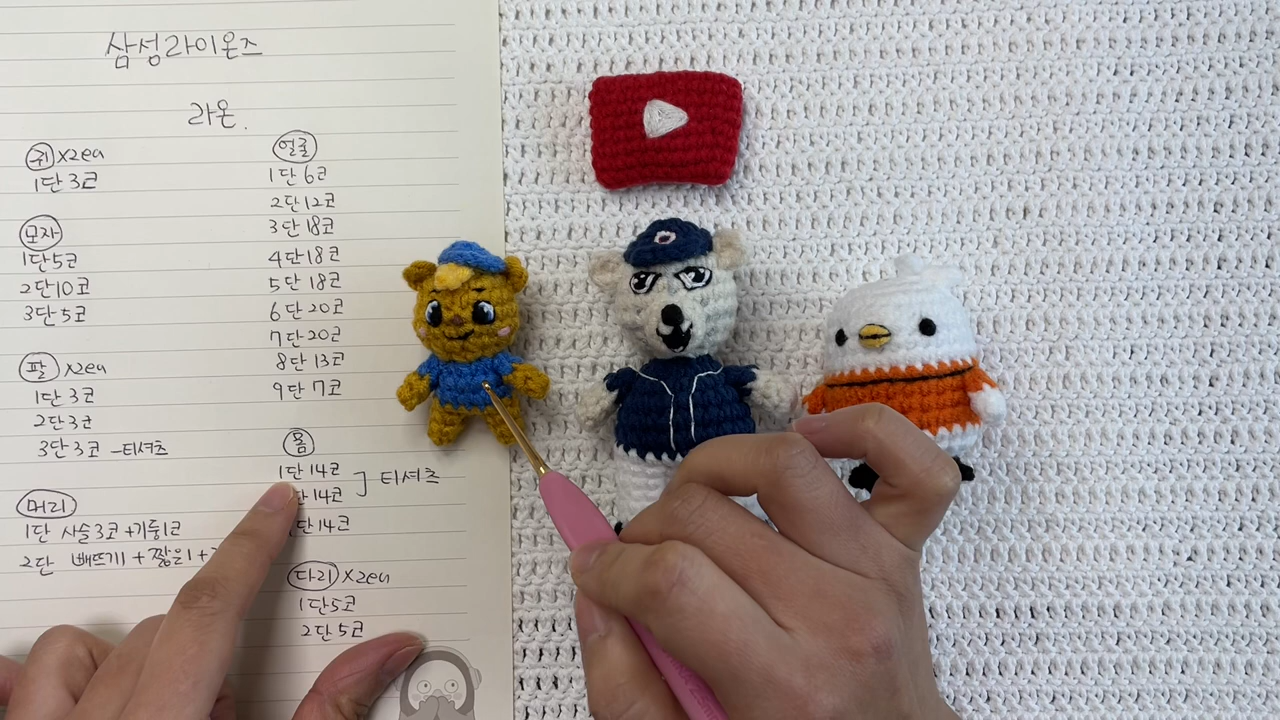 삼성라이온즈
라온.
귀 x2ea
1단 3코
모자
1단5코
2단10코
3단5코
팔 x2ea
1단 3코
2단3코
3단3코 -티셔츠
머리
1단 사슬3코+기둥1코
2단 빼뜨기 + 짧은1+
얼굴
1단 6코
2단12코
3단 18코
4단18코
5단 18코
6단 20코
7단 20코
8단 13코
9단 7코
몸
1단14코
단14코 ] 티셔츠
단14코
다리 x2ea
1단5코
2단 5코